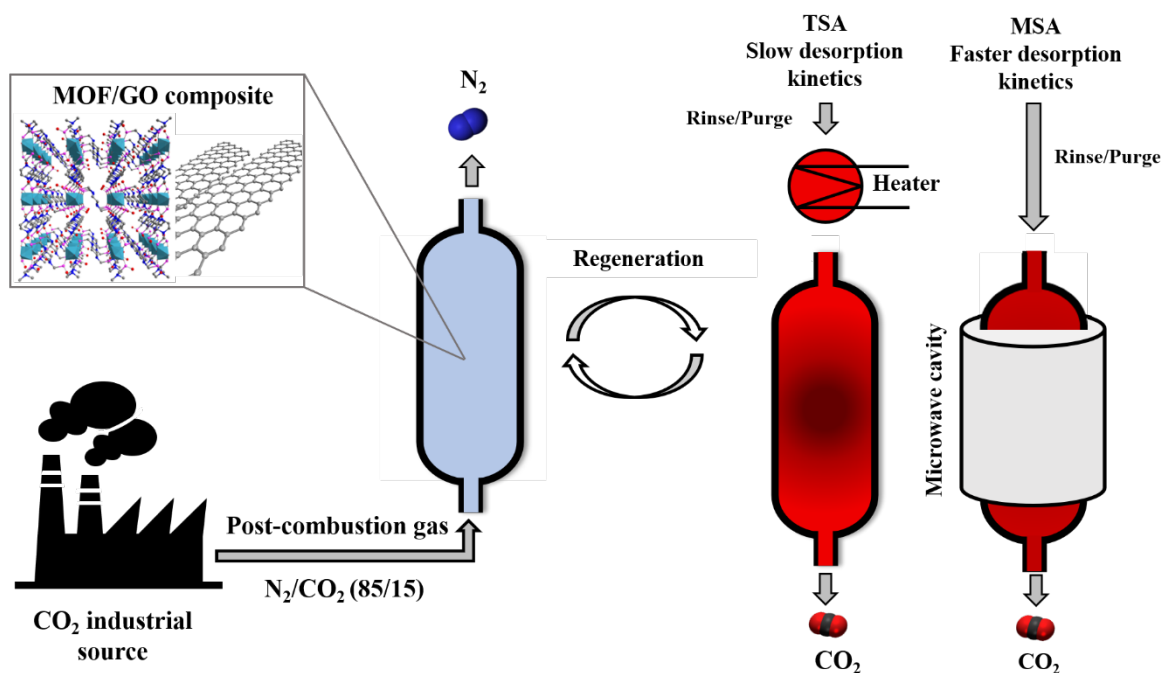 MOF/GO composite
N₂
CO₂ industrial
source
Post-combustion gas
N₂/CO₂ (85/15)
Regeneration
TSA
Slow desorption
kinetics
Rinse/Purge
Heater
CO₂
MSA
Faster desorption
kinetics
Rinse/Purge
Microwave cavity
CO₂